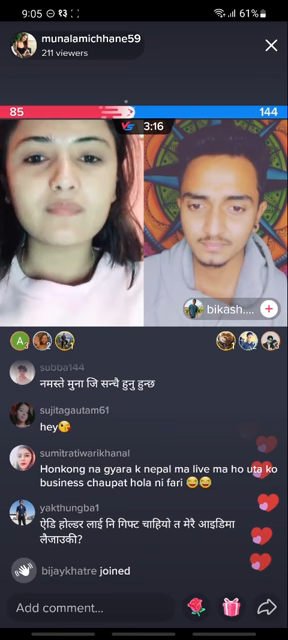 9:05 १३ 61%
munalamichhane59
211 viewers
85 144
VS 3:16
bikash....
A
subba144
नमस्ते मुना जि सन्चै हुनु हुन्छ
sujitagautam61
hey😘
sumitratiwarikhanal
Honkong na gyara k nepal ma live ma ho uta ko
business chaupat hola ni fari 😂😂
yakthungba1
ऐडि होल्डर लाई नि गिफ्ट चाहियो त मेरै आइडिमा
लैजाउकी?
bijaykhatre joined
Add comment...